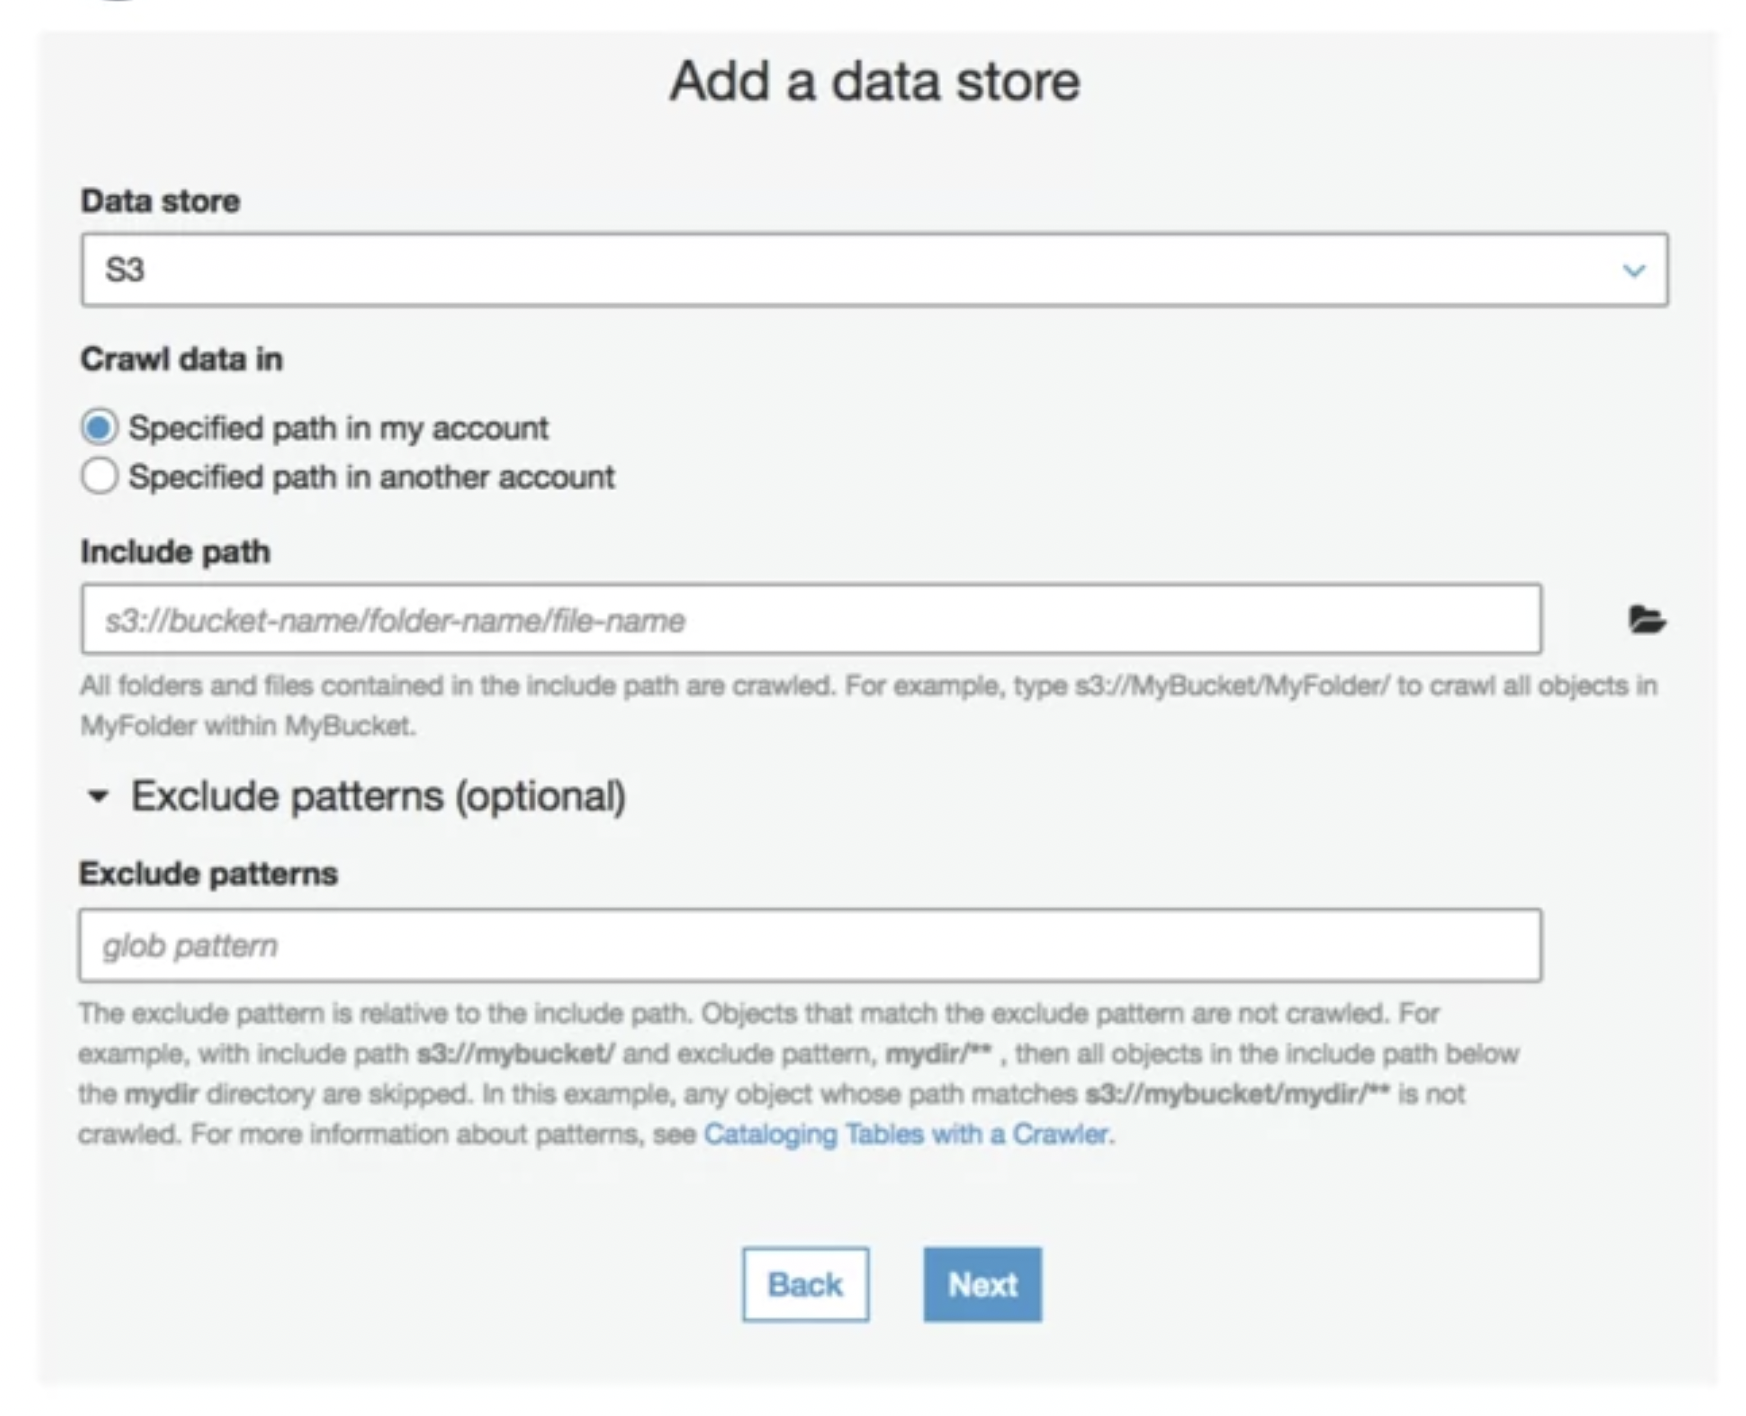 Add a data store
Data store
S3
Crawl data in
Specified path in my account
Specified path in another account
Include path
s3://bucket-name/folder-name/file-name
All folders and files contained in the include path are crawled. For example, type s3://MyBucket/MyFolder/ to crawl all objects in
MyFolder within MyBucket.
Exclude patterns (optional)
Exclude patterns
glob pattern
The exclude pattern is relative to the include path. Objects that match the exclude pattern are not crawled. For
example, with include path s3://mybucket/ and exclude pattern, mydir/** , then all objects in the include path below
the mydir directory are skipped. In this example, any object whose path matches s3://mybucket/mydir/** is not
crawled. For more information about patterns, see Cataloging Tables with a Crawler.
Back Next